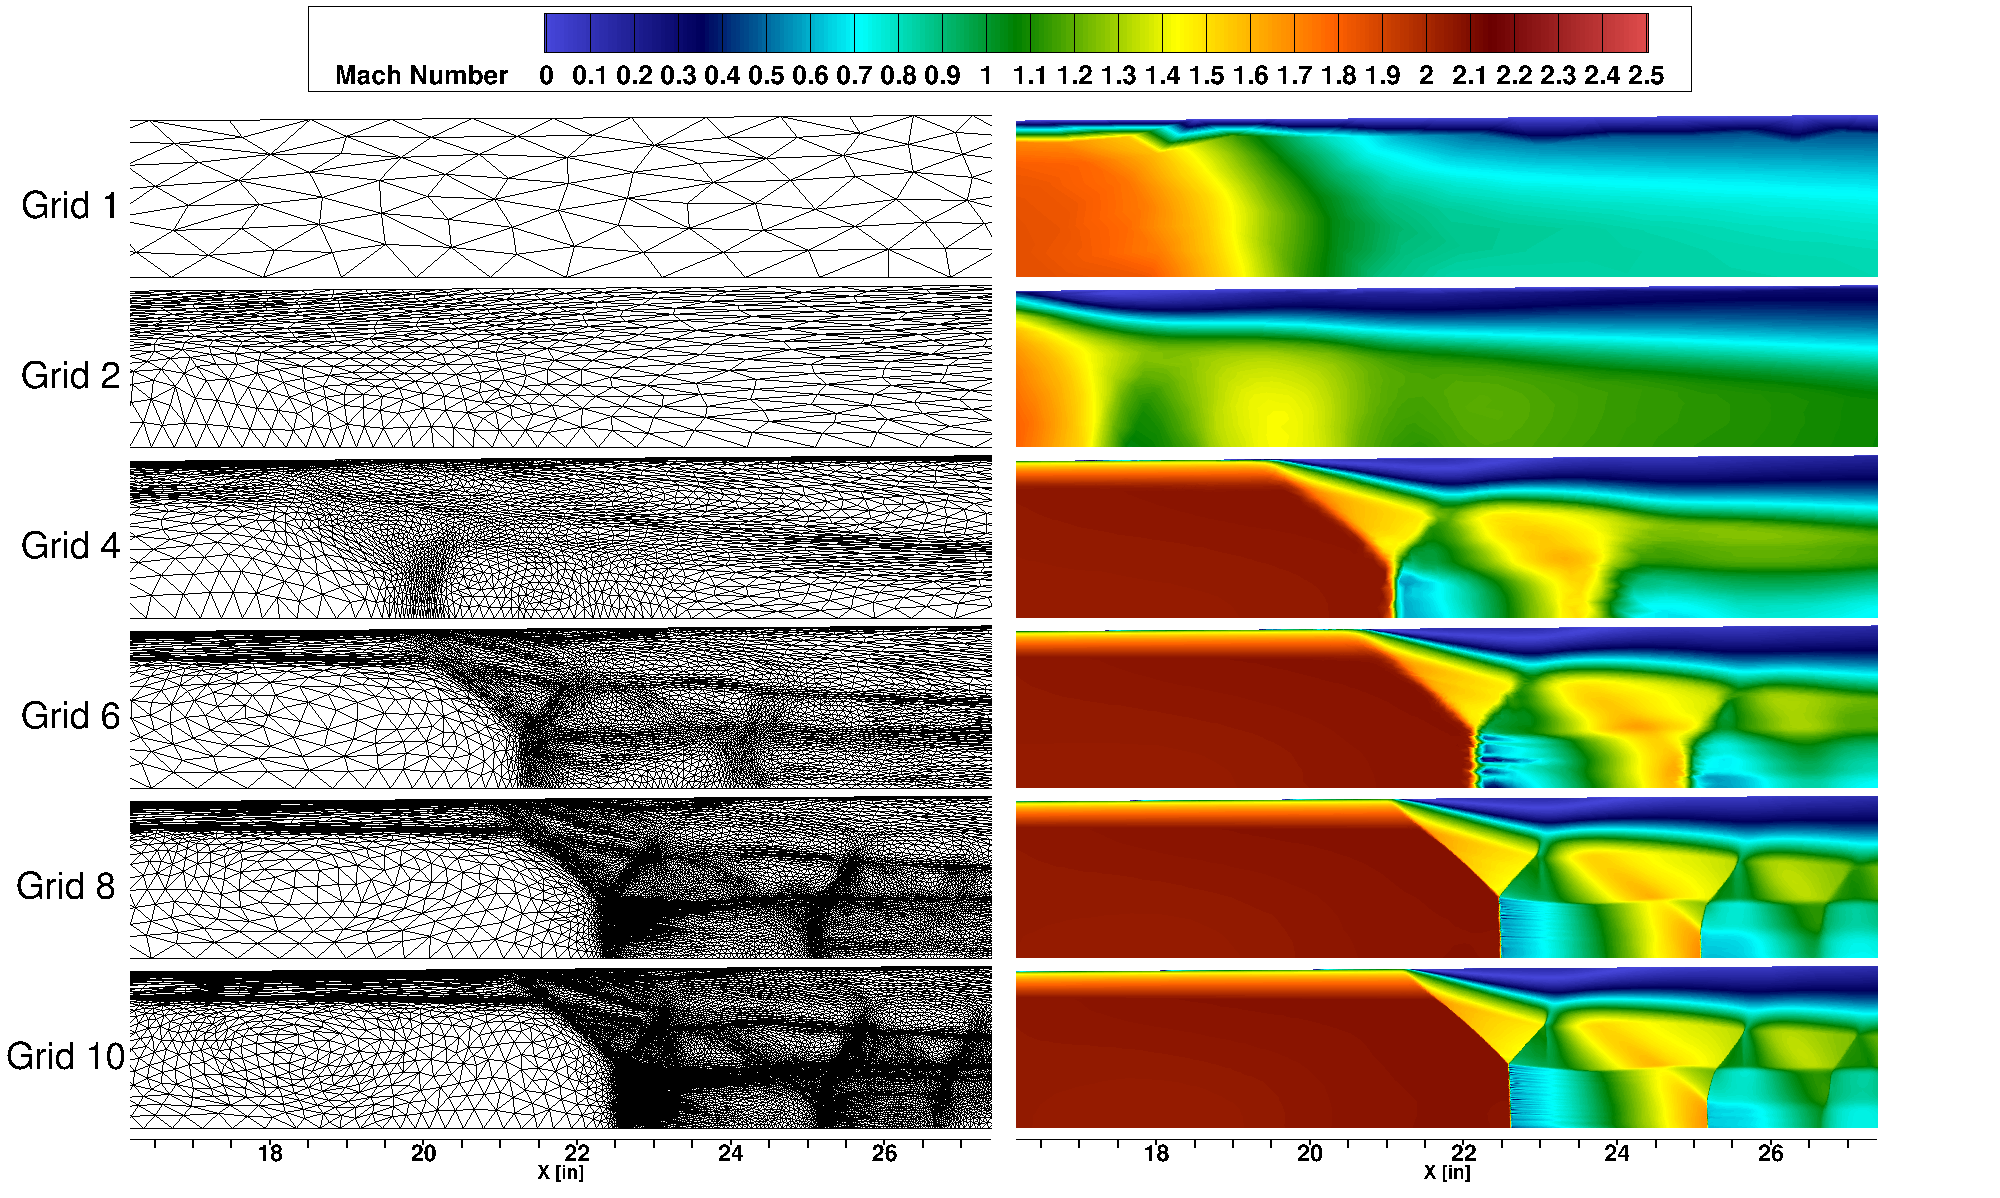 Mach Number 0 0.1 0.2 0.3 0.4 0.5 0.6 0.7 0.8 0.9 1 1.1 1.2 1.3 1.4 1.5 1.6 1.7 1.8 1.9 2 2.1 2.2 2.3 2.4 2.5
Grid 1
Grid 2
Grid 4
Grid 6
Grid 8
Grid 10
18 20 22 24 26
X [in]
18 20 22 24 26
X [in]